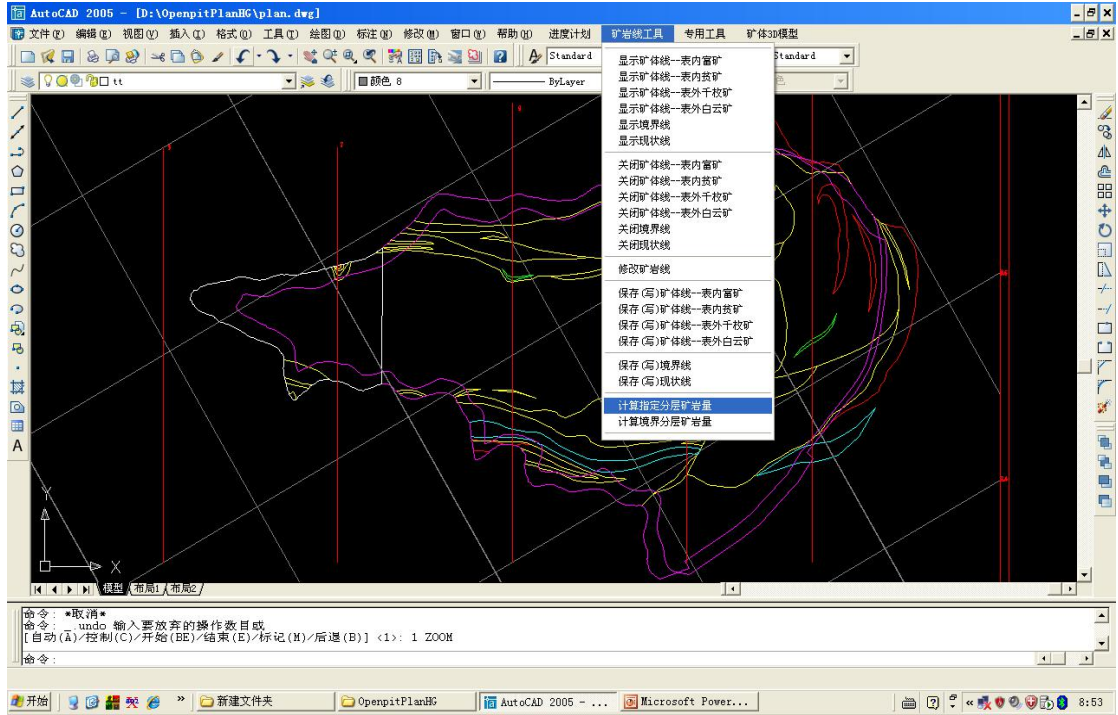 AutoCAD 2005 - [D:\OpenpitPlanHG\plan.dwg]
文件(F) 编辑(E) 视图(V) 插入(I) 格式(O) 工具(T) 绘图(D) 标注(N) 修改(M) 窗口(W) 帮助(H) 进度计划 矿岩线工具 专用工具 矿体3D模型
Standard
Standard
tt
颜色 8
ByLayer
显示矿体线--表内富矿
显示矿体线--表内贫矿
显示矿体线--表外千枚矿
显示矿体线--表外白云矿
显示境界线
显示现状线
关闭矿体线--表内富矿
关闭矿体线--表内贫矿
关闭矿体线--表外千枚矿
关闭矿体线--表外白云矿
关闭境界线
关闭现状线
修改矿岩线
保存(写)矿体线--表内富矿
保存(写)矿体线--表内贫矿
保存(写)矿体线--表外千枚矿
保存(写)矿体线--表外白云矿
保存(写)境界线
保存(写)现状线
计算指定分层矿岩量
计算境界分层矿岩量
A
Y
X
模型 布局1 布局2
命令: *取消*
命令: _.undo 输入要放弃的操作数目或
[自动(A)/控制(C)/开始(BE)/结束(E)/标记(M)/后退(B)] <1>: 1 ZOOM
命令:
开始 » 新建文件夹 OpenpitPlanHG AutoCAD 2005 - ... Microsoft Power... « 8:53